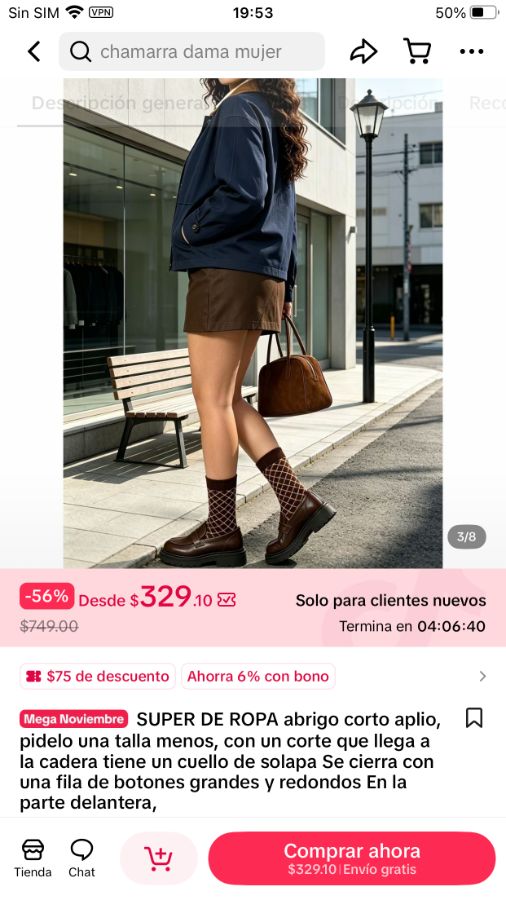 Sin SIM VPN 19:53 50%
chamarra dama mujer
Descripción general Descripción Reco
3/8
-56% Desde $329.10 Solo para clientes nuevos
$749.00 Termina en 04:06:40
$75 de descuento Ahorra 6% con bono
Mega Noviembre SUPER DE ROPA abrigo corto aplio,
pidelo una talla menos, con un corte que llega a
la cadera tiene un cuello de solapa Se cierra con
una fila de botones grandes y redondos En la
parte delantera,
Comprar ahora
Tienda Chat $329.10 Envío gratis